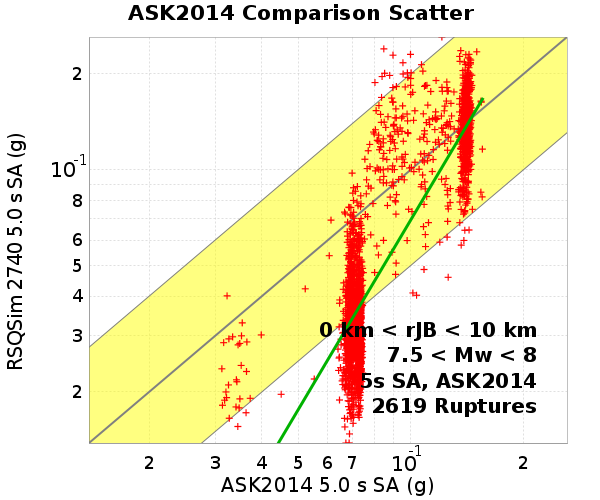 ASK2014 Comparison Scatter
RSQSim 2740 5.0 s SA (g)
2
10-1
8
6
5
4
3
2
0 km < rJB < 10 km
7.5 < Mw < 8
5s SA, ASK2014
2619 Ruptures
2 3 4 5 6 7 10-1 2
ASK2014 5.0 s SA (g)